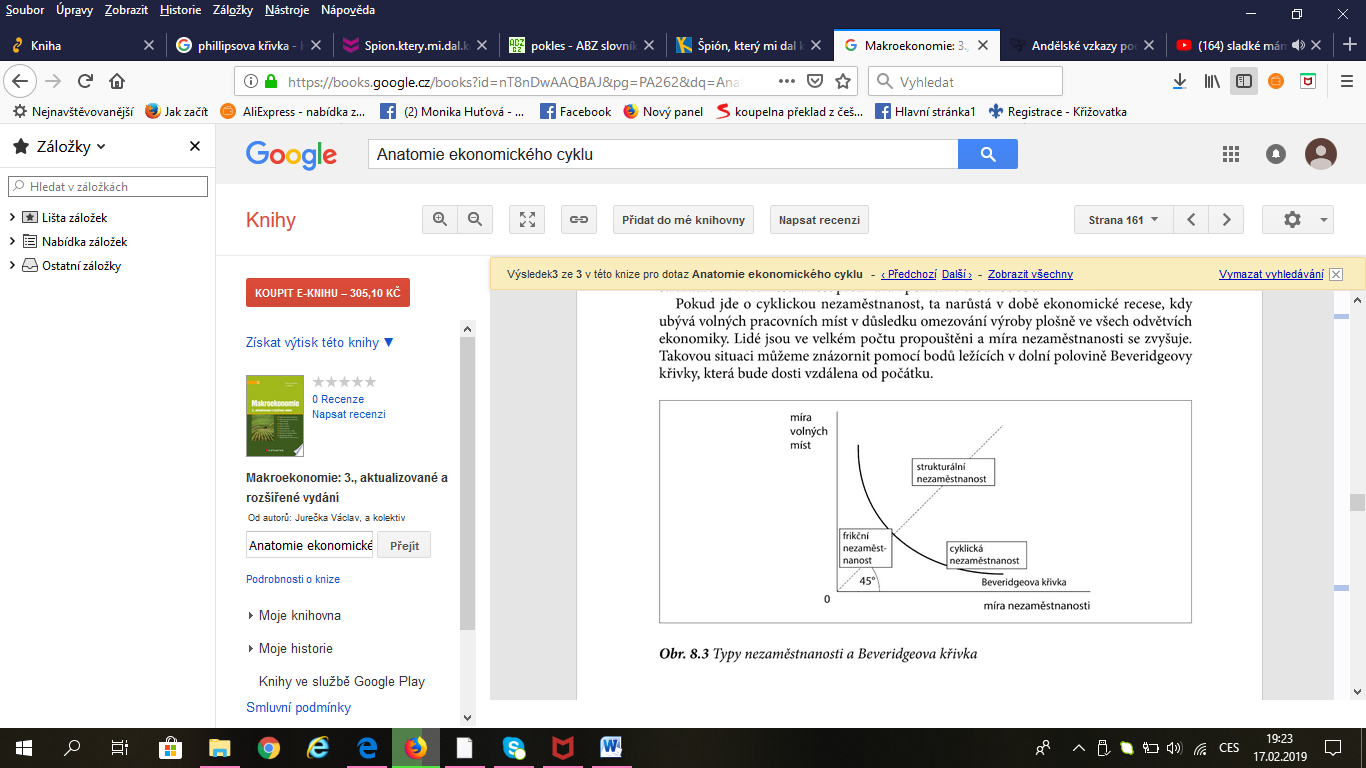 Soubor Úpravy Zobrazit Historie Záložky Nástroje Nápověda
Kniha
phillipsova křivka - H
Spion.ktery.mi.dal.k
pokles - ABZ slovník
Špión, který mi dal k
Makroekonomie: 3.,
Andělské vzkazy po
(164) sladké mám
https://books.google.cz/books?id=nT8nDwAAQBAJ&pg=PA262&dq=Ana
Vyhledat
Nejnavštěvovanější
Jak začít
AliExpress - nabídka z...
(2) Monika Huťová - ...
Facebook
Nový panel
koupelna překlad z češ...
Hlavní stránka1
Registrace - Křižovatka
Záložky
Hledat v záložkách
Lišta záložek
Nabídka záložek
Ostatní záložky
Google
Anatomie ekonomického cyklu
Knihy
Přidat do mé knihovny
Napsat recenzi
Strana 161
KOUPIT E-KNIHU – 305,10 KČ
Získat výtisk této knihy ▼
Makroekonomie
0 Recenze
Napsat recenzi
Makroekonomie: 3., aktualizované a
rozšířené vydání
Od autorů: Jurečka Václav, a kolektiv
Anatomie ekonomické
Přejít
Podrobnosti o knize
Moje knihovna
Moje historie
Knihy ve službě Google Play
Smluvní podmínky
Výsledek3 ze 3 v této knize pro dotaz Anatomie ekonomického cyklu - ‹ Předchozí Další › - Zobrazit všechny
Vymazat vyhledávání
Pokud jde o cyklickou nezaměstnanost, ta narůstá v době ekonomické recese, kdy
ubývá volných pracovních míst v důsledku omezování výroby plošně ve všech odvětvích
ekonomiky. Lidé jsou ve velkém počtu propouštěni a míra nezaměstnanosti se zvyšuje.
Takovou situaci můžeme znázornit pomocí bodů ležících v dolní polovině Beveridgeovy
křivky, která bude dosti vzdálena od počátku.
míra
volných
míst
strukturální
nezaměstnanost
frikční
nezaměst-
nanost
cyklická
nezaměstnanost
45°
Beveridgeova křivka
0
míra nezaměstnanosti
Obr. 8.3 Typy nezaměstnanosti a Beveridgeova křivka
CES
19:23
17.02.2019